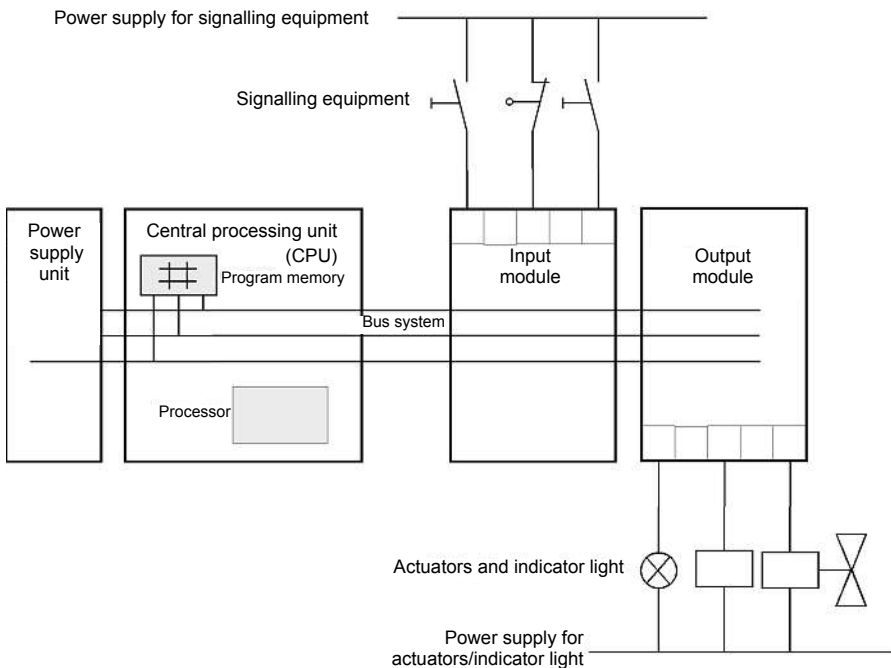 Power supply for signalling equipment
Signalling equipment
Power
supply
unit
Central processing unit
(CPU)
Program memory
Input
module
Output
module
Bus system
Processor
Actuators and indicator light
Power supply for
actuators/indicator light